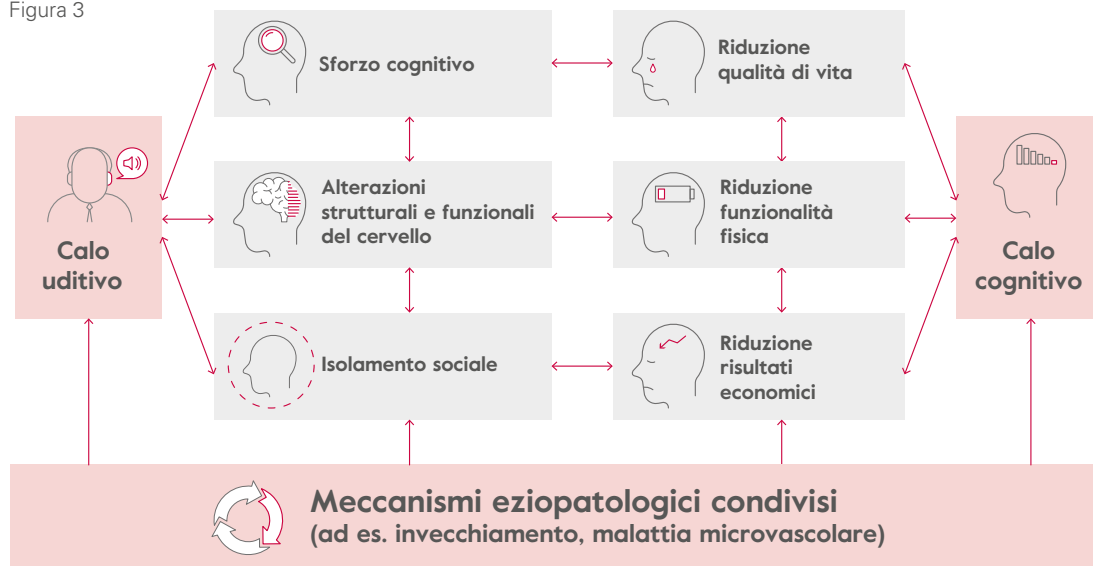 Figura 3
Sforzo cognitivo
Riduzione
qualità di vita
Calo
uditivo
Alterazioni
strutturali e funzionali
del cervello
Riduzione
funzionalità
fisica
Calo
cognitivo
Isolamento sociale
Riduzione
risultati
economici
Meccanismi eziopatologici condivisi
(ad es. invecchiamento, malattia microvascolare)